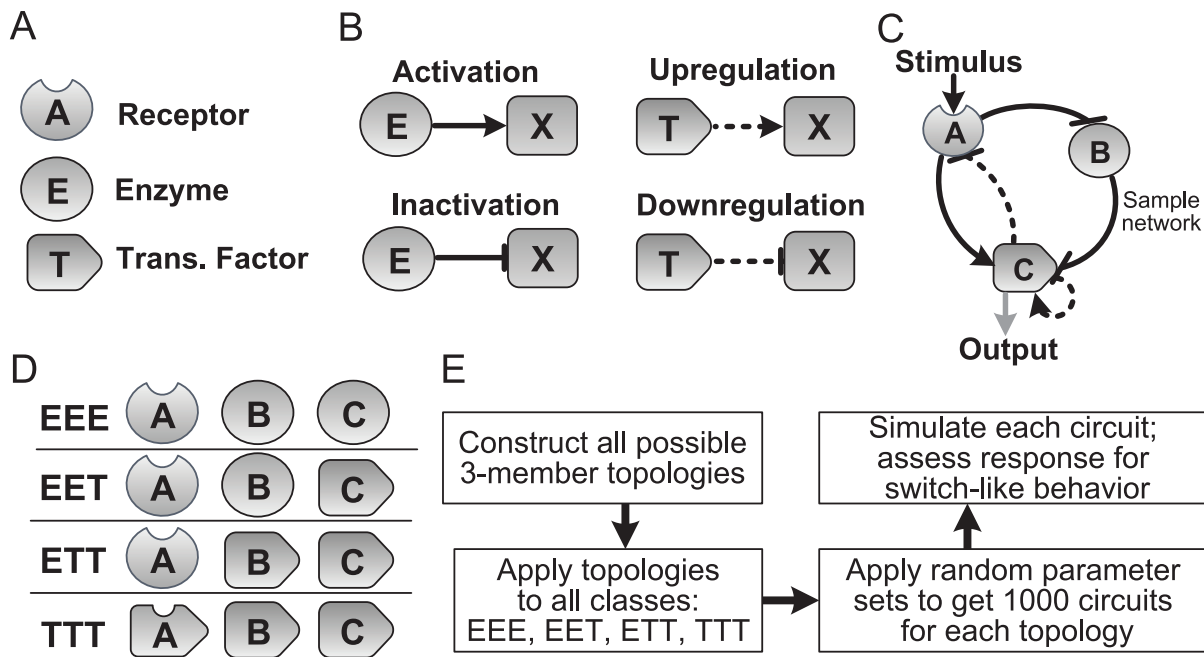 A
A
Receptor
E
Enzyme
T
Trans. Factor
B
Activation
E
X
Upregulation
T
X
Inactivation
E
X
Downregulation
T
X
C
Stimulus
A
B
Sample
network
C
Output
D
EEE
A
B
C
EET
A
B
C
ETT
A
B
C
TTT
A
B
C
E
Construct all possible
3-member topologies
Apply topologies
to all classes:
EEE, EET, ETT, TTT
Apply random parameter
sets to get 1000 circuits
for each topology
Simulate each circuit;
assess response for
switch-like behavior